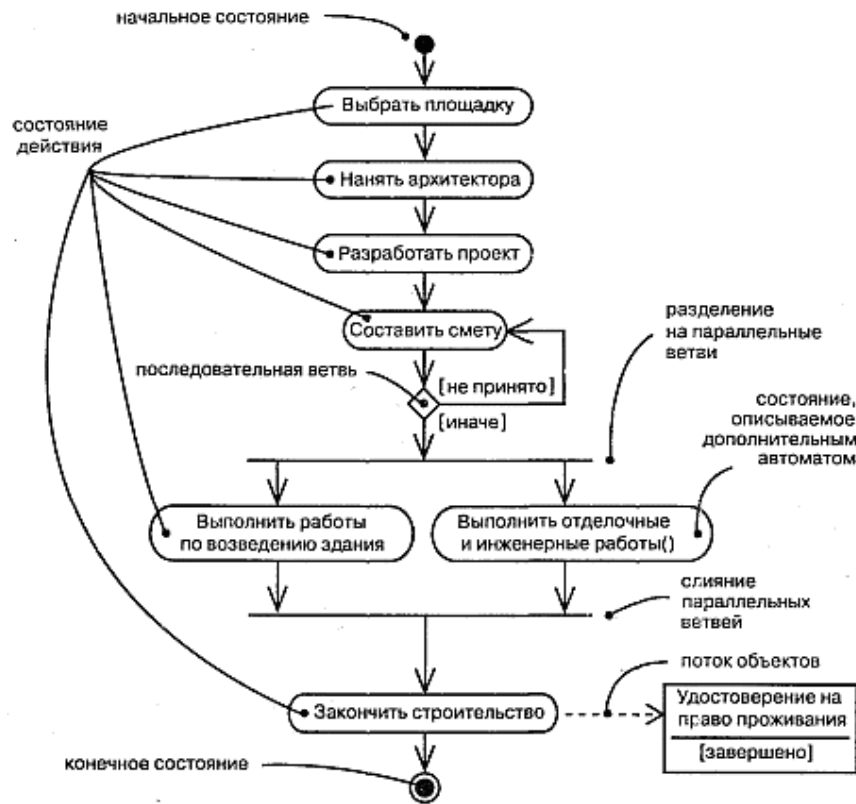 начальное состояние
Выбрать площадку
состояние
действия
Нанять архитектора
Разработать проект
Составить смету
разделение
на параллельные
ветви
последовательная ветвь
[не принято]
[иначе]
состояние,
описываемое
дополнительным
автоматом
Выполнить работы
по возведению здания
Выполнить отделочные
и инженерные работы()
слияние
параллельных
ветвей
поток объектов
Закончить строительство
Удостоверение на
право проживания
[завершено]
конечное состояние